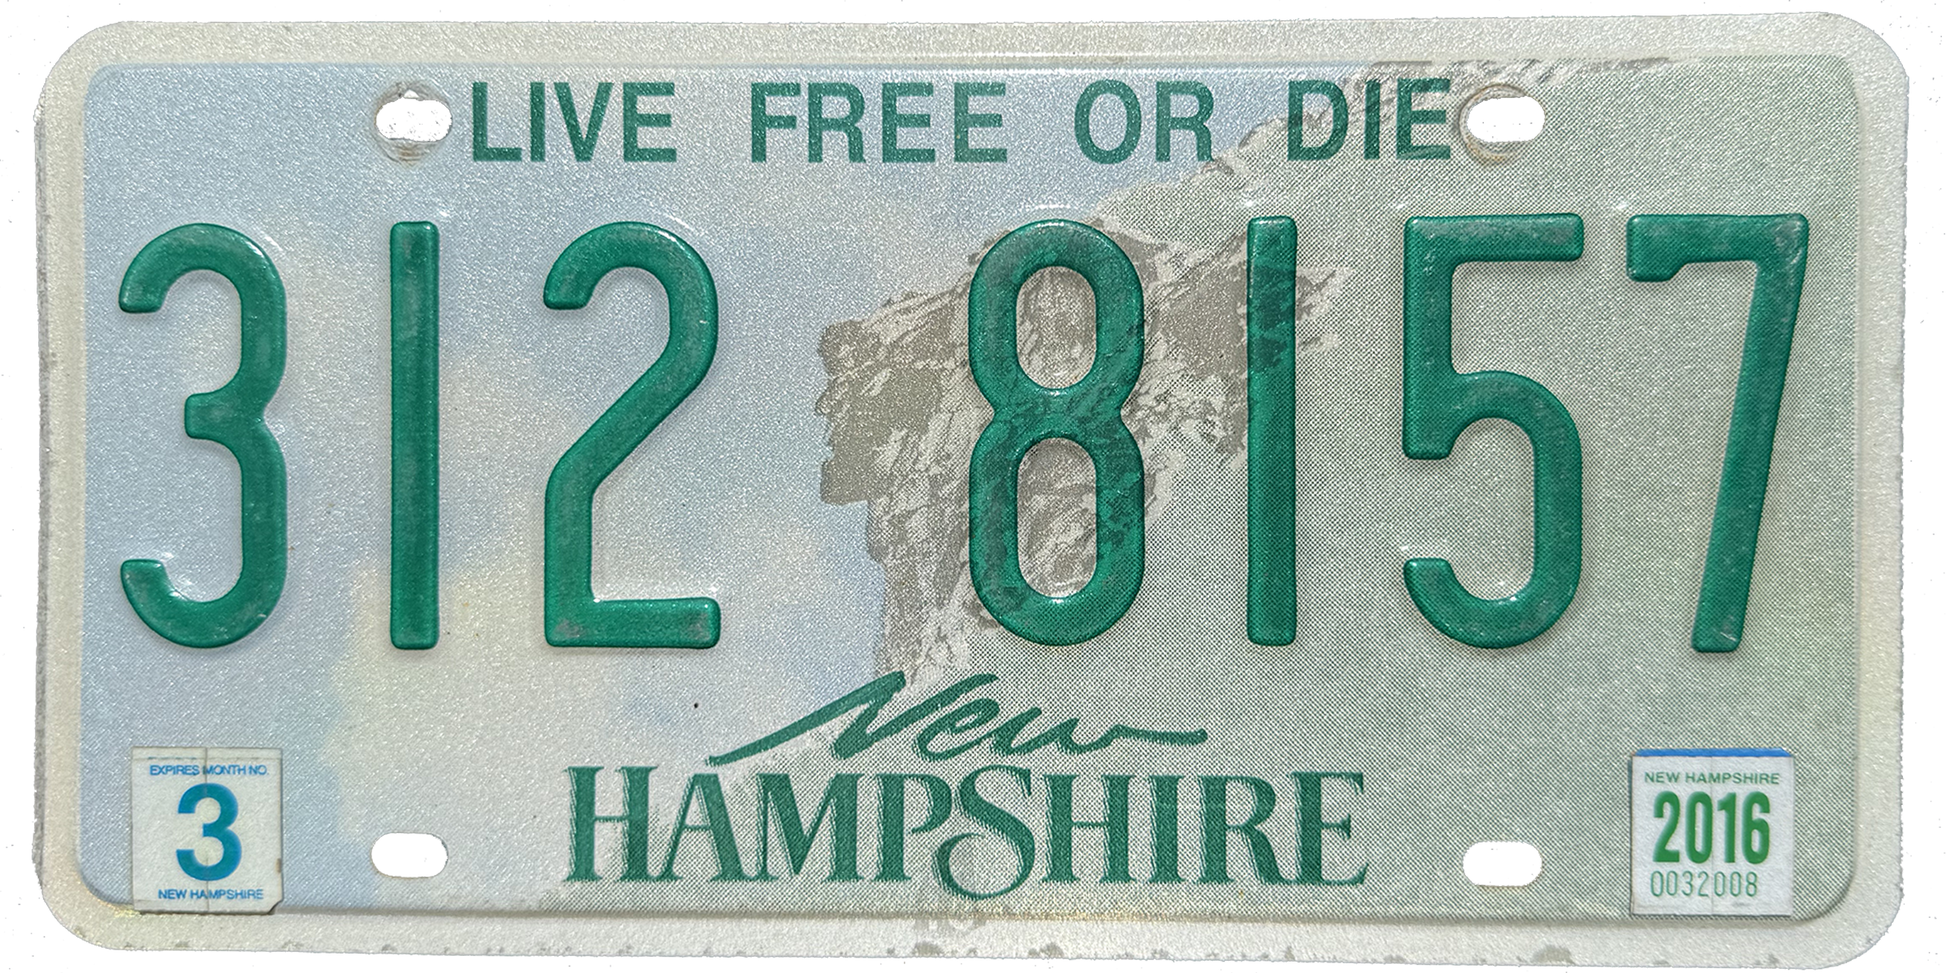 LIVE FREE OR DIE
312 8157
New
HAMPSHIRE
EXPIRES MONTH NO.
3
NEW HAMPSHIRE
NEW HAMPSHIRE
2016
0032008